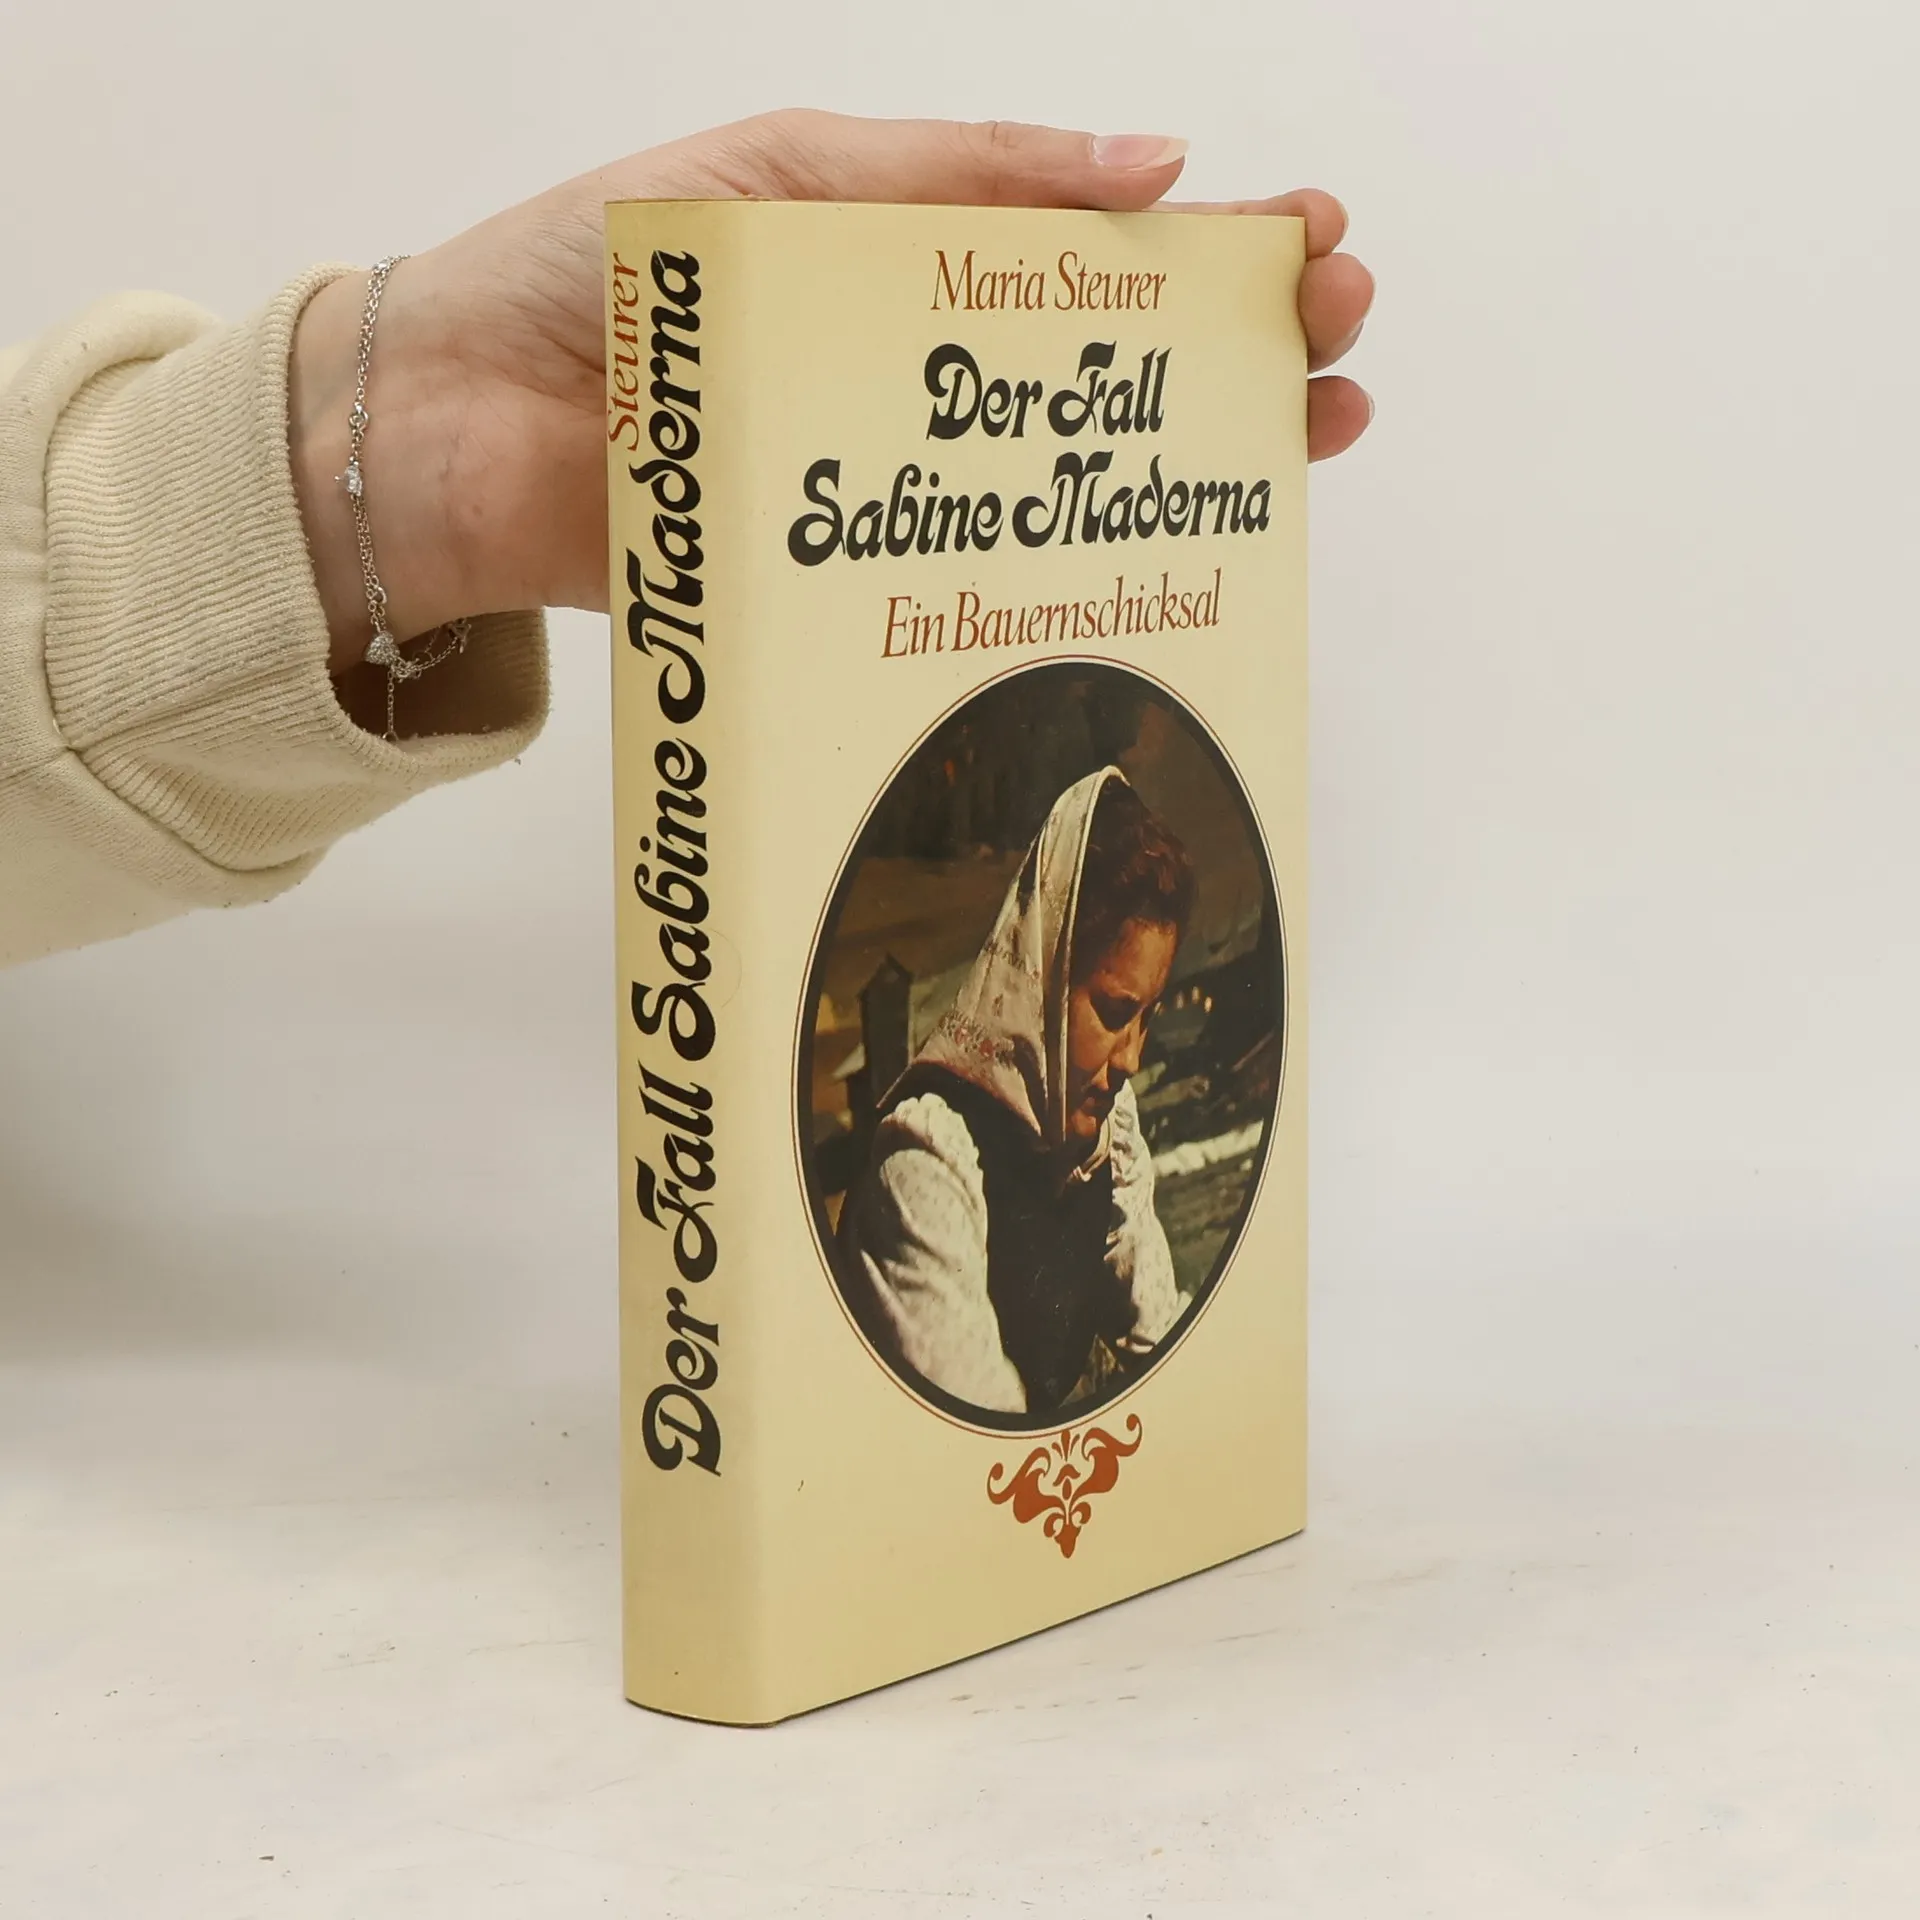 Maria Steurer
Der Fall
Sabine Maderna
Ein Bauernschicksal
Steurer
Der Fall Sabine Maderna